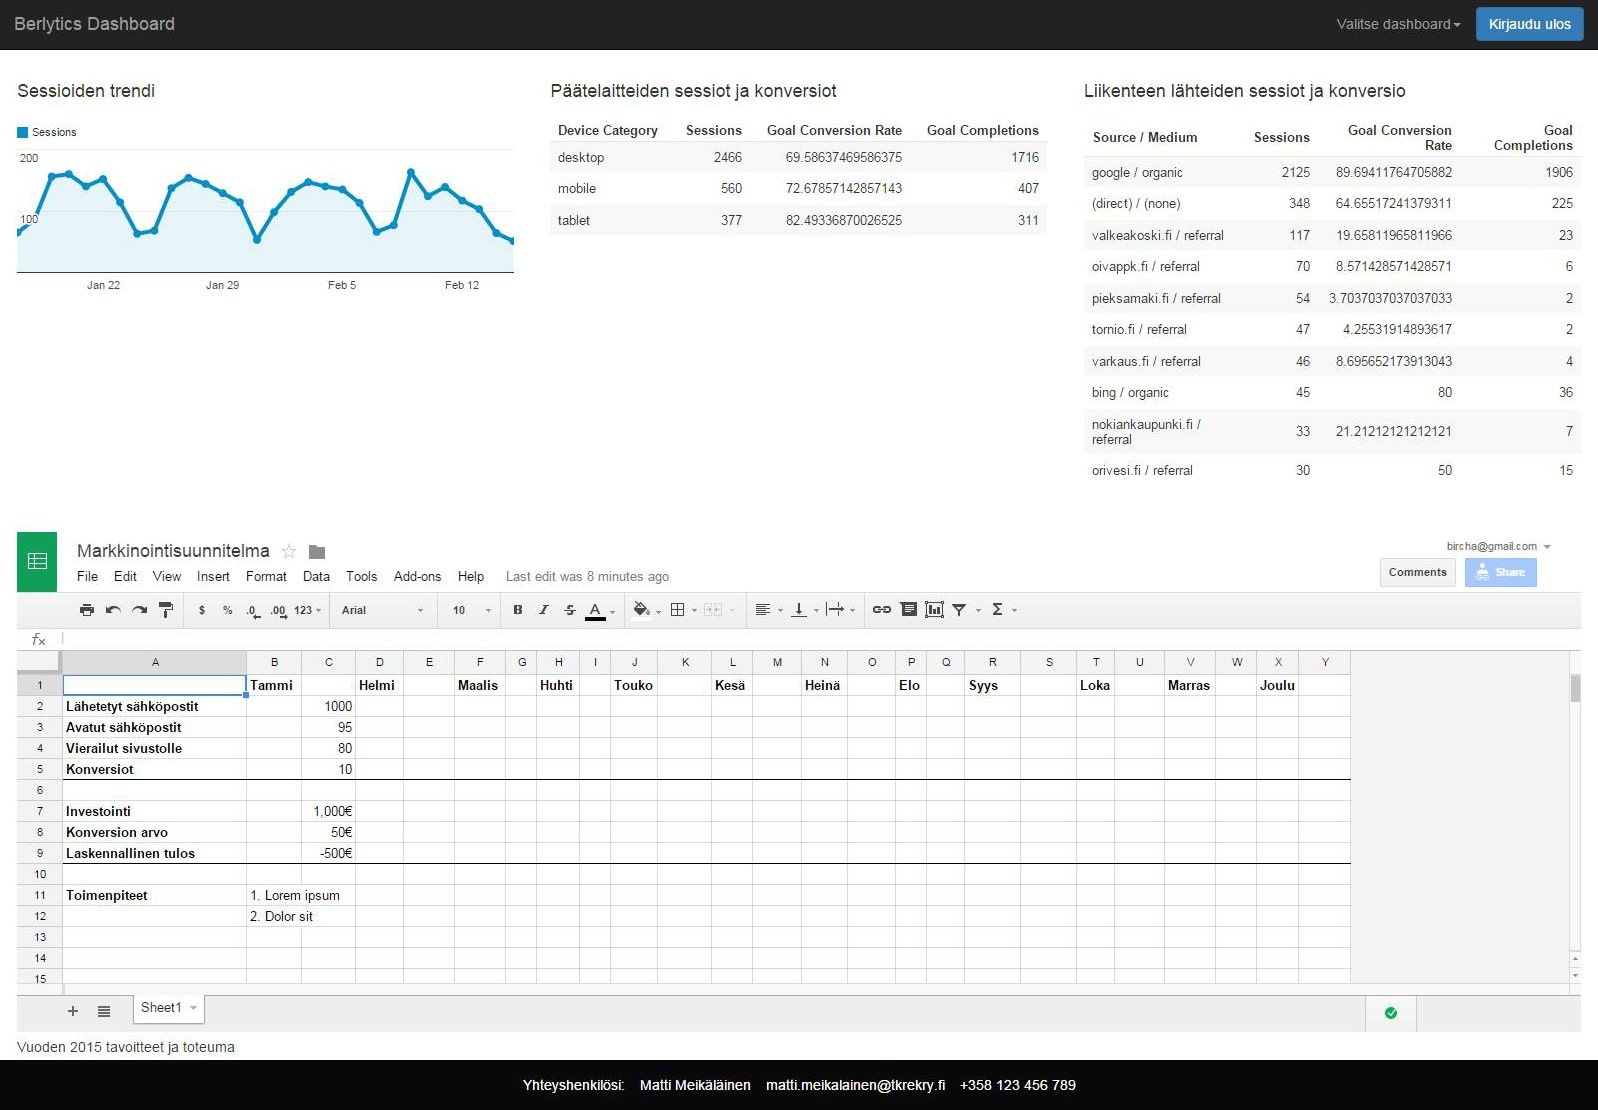 Berlytics Dashboard
Valitse dashboard
Kirjaudu ulos
Sessioiden trendi
Sessions
200
100
Jan 22 Jan 29 Feb 5 Feb 12
Päätelaitteiden sessiot ja konversiot
Device Category Sessions Goal Conversion Rate Goal Completions
desktop 2466 69.58637469586375 1716
mobile 560 72.67857142857143 407
tablet 377 82.49336870026525 311
Liikenteen lähteiden sessiot ja konversio
Source / Medium Sessions Goal Conversion Rate Goal Completions
google / organic 2125 89.69411764705882 1906
(direct) / (none) 348 64.65517241379311 225
valkeakoski.fi / referral 117 19.65811965811966 23
oivappk.fi / referral 70 8.571428571428571 6
pieksamaki.fi / referral 54 3.7037037037037033 2
tornio.fi / referral 47 4.25531914893617 2
varkaus.fi / referral 46 8.695652173913043 4
bing / organic 45 80 36
nokiankaupunki.fi / referral 33 21.21212121212121 7
orivesi.fi / referral 30 50 15
Markkinointisuunnitelma
bircha@gmail.com
File Edit View Insert Format Data Tools Add-ons Help Last edit was 8 minutes ago
Comments Share
$ % .0 .00 123 Arial 10 B I S A Σ
fx
A B C D E F G H I J K L M N O P Q R S T U V W X Y
1 Tammi Helmi Maalis Huhti Touko Kesä Heinä Elo Syys Loka Marras Joulu
2 Lähetetyt sähköpostit 1000
3 Avatut sähköpostit 95
4 Vierailut sivustolle 80
5 Konversiot 10
6
7 Investointi 1,000€
8 Konversion arvo 50€
9 Laskennallinen tulos -500€
10
11 Toimenpiteet 1. Lorem ipsum
12 2. Dolor sit
13
14
15
+ Sheet1
Vuoden 2015 tavoitteet ja toteuma
Yhteyshenkilösi: Matti Meikäläinen matti.meikalainen@tkrekry.fi +358 123 456 789